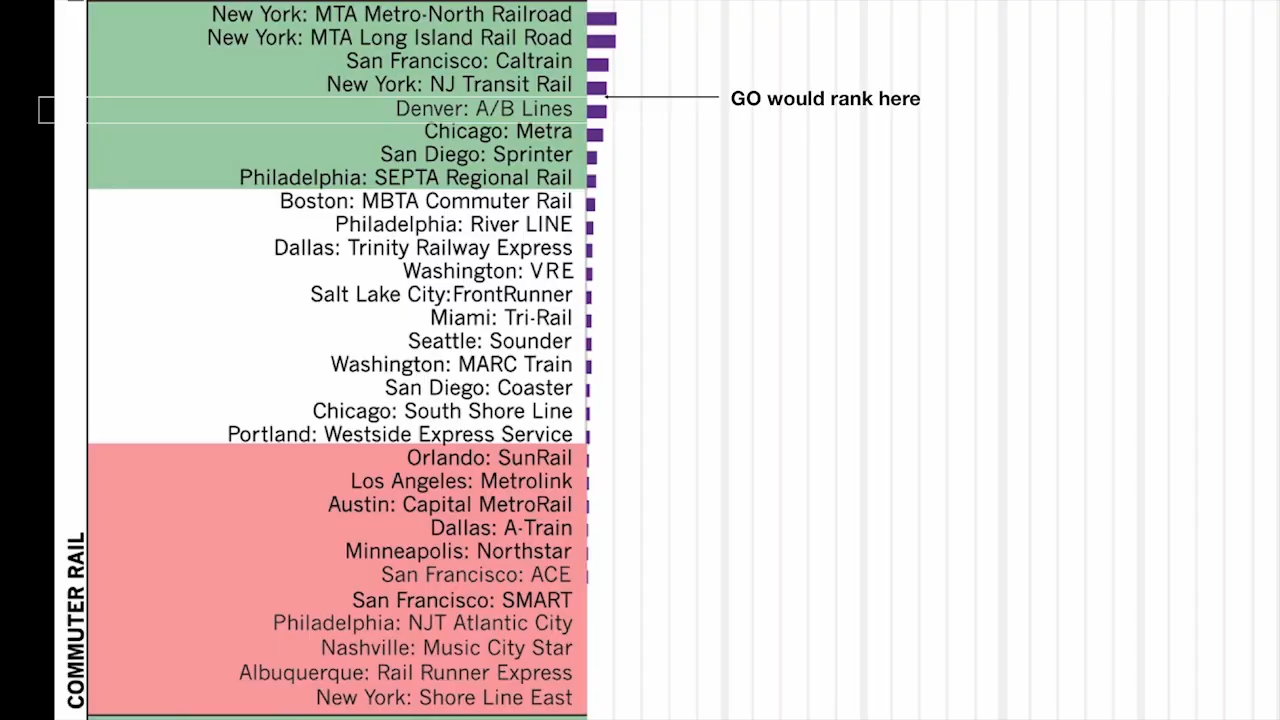 New York: MTA Metro-North Railroad
New York: MTA Long Island Rail Road
San Francisco: Caltrain
New York: NJ Transit Rail
GO would rank here
Denver: A/B Lines
Chicago: Metra
San Diego: Sprinter
Philadelphia: SEPTA Regional Rail
Boston: MBTA Commuter Rail
Philadelphia: River LINE
Dallas: Trinity Railway Express
Washington: VRE
Salt Lake City:FrontRunner
Miami: Tri-Rail
Seattle: Sounder
Washington: MARC Train
San Diego: Coaster
Chicago: South Shore Line
Portland: Westside Express Service
Orlando: SunRail
Los Angeles: Metrolink
Austin: Capital MetroRail
Dallas: A-Train
Minneapolis: Northstar
San Francisco: ACE
San Francisco: SMART
Philadelphia: NJT Atlantic City
Nashville: Music City Star
Albuquerque: Rail Runner Express
New York: Shore Line East
COMMUTER RAIL